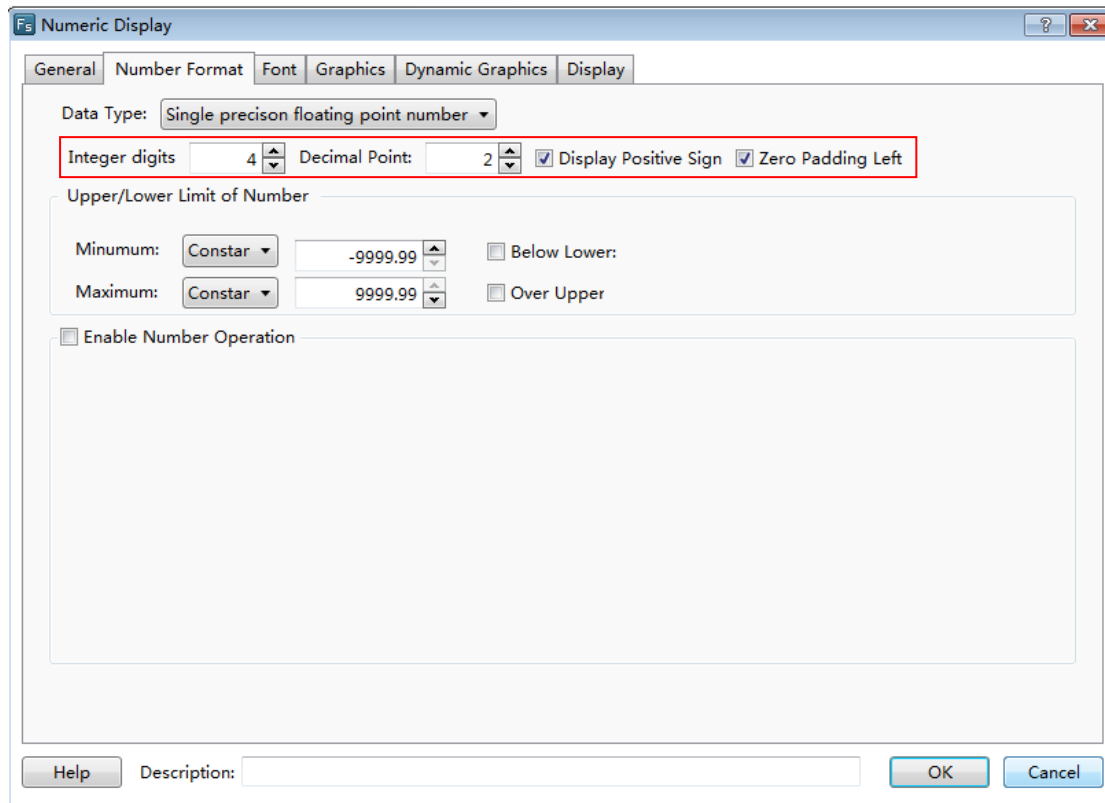 Fs Numeric Display ?
General Number Format Font Graphics Dynamic Graphics Display
Data Type: Single precison floating point number
Integer digits 4 Decimal Point: 2 Display Positive Sign Zero Padding Left
Upper/Lower Limit of Number
Minumum: Constar -9999.99 Below Lower:
Maximum: Constar 9999.99 Over Upper
Enable Number Operation
Help Description: OK Cancel